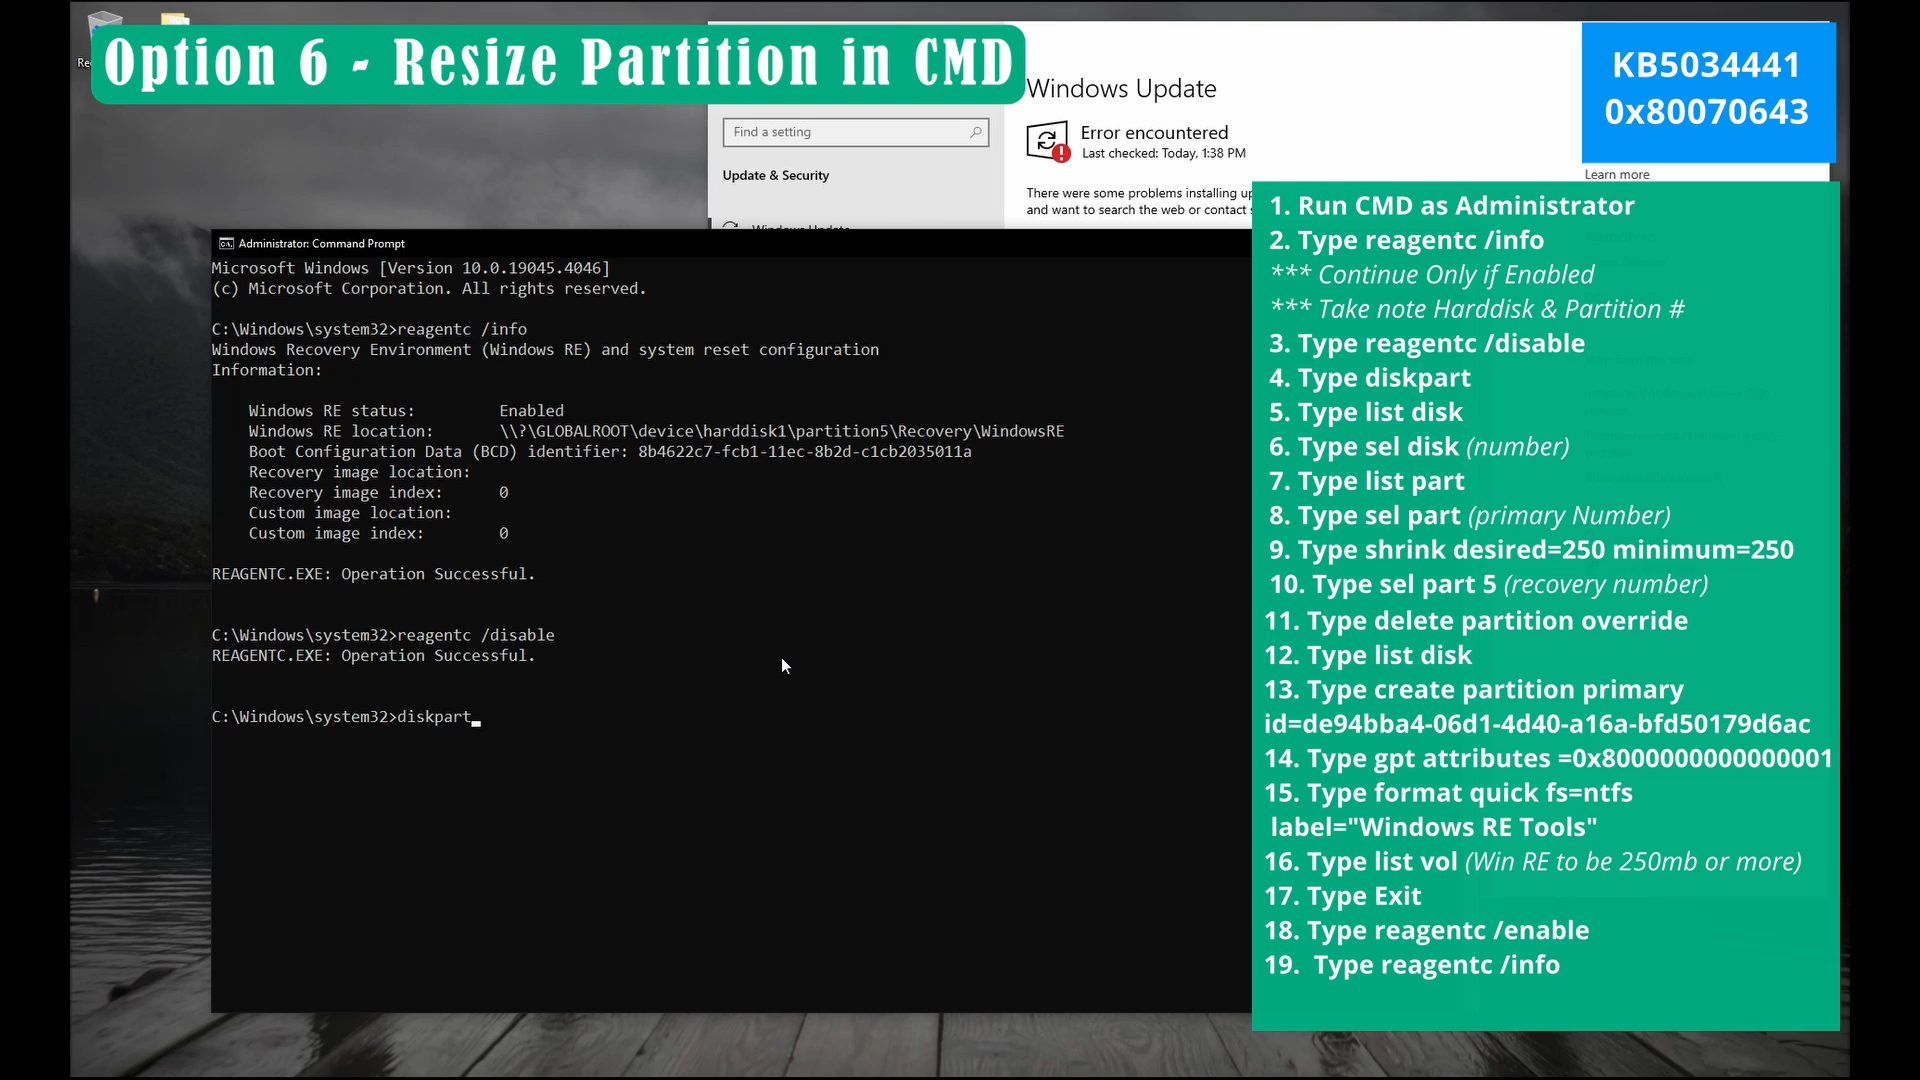 Option 6 - Resize Partition in CMD
Windows Update
KB5034441
0x80070643
Find a setting
Error encountered
Last checked: Today, 1:38 PM
Update & Security
Learn more
There were some problems installing
and want to search the web or contact
Windows Update
Administrator: Command Prompt
Microsoft Windows [Version 10.0.19045.4046]
(c) Microsoft Corporation. All rights reserved.
C:\Windows\system32>reagentc /info
Windows Recovery Environment (Windows RE) and system reset configuration
Information:
Windows RE status: Enabled
Windows RE location: \\?\GLOBALROOT\device\harddisk1\partition5\Recovery\WindowsRE
Boot Configuration Data (BCD) identifier: 8b4622c7-fcb1-11ec-8b2d-c1cb2035011a
Recovery image location:
Recovery image index: 0
Custom image location:
Custom image index: 0
REAGENTC.EXE: Operation Successful.
C:\Windows\system32>reagentc /disable
REAGENTC.EXE: Operation Successful.
C:\Windows\system32>diskpart
1. Run CMD as Administrator
2. Type reagentc /info
*** Continue Only if Enabled
*** Take note Harddisk & Partition #
3. Type reagentc /disable
4. Type diskpart
5. Type list disk
6. Type sel disk (number)
7. Type list part
8. Type sel part (primary Number)
9. Type shrink desired=250 minimum=250
10. Type sel part 5 (recovery number)
11. Type delete partition override
12. Type list disk
13. Type create partition primary
id=de94bba4-06d1-4d40-a16a-bfd50179d6ac
14. Type gpt attributes =0x8000000000000001
15. Type format quick fs=ntfs
label="Windows RE Tools"
16. Type list vol (Win RE to be 250mb or more)
17. Type Exit
18. Type reagentc /enable
19. Type reagentc /info